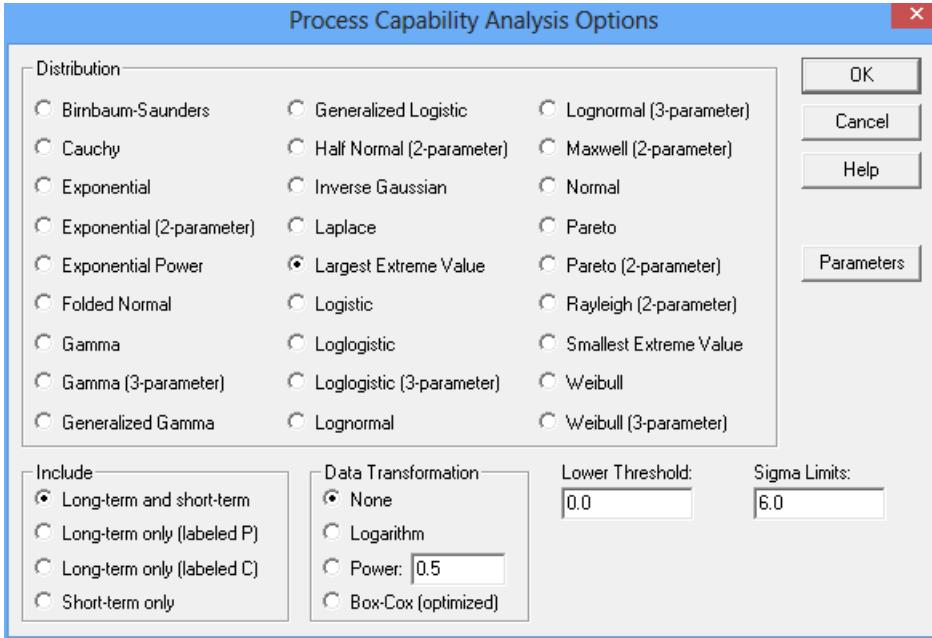 Process Capability Analysis Options
Distribution
Birnbaum-Saunders
Cauchy
Exponential
Exponential (2-parameter)
Exponential Power
Folded Normal
Gamma
Gamma (3-parameter)
Generalized Gamma
Generalized Logistic
Half Normal (2-parameter)
Inverse Gaussian
Laplace
Largest Extreme Value
Logistic
Loglogistic
Loglogistic (3-parameter)
Lognormal
Lognormal (3-parameter)
Maxwell (2-parameter)
Normal
Pareto
Pareto (2-parameter)
Rayleigh (2-parameter)
Smallest Extreme Value
Weibull
Weibull (3-parameter)
OK
Cancel
Help
Parameters
Include
Long-term and short-term
Long-term only (labeled P)
Long-term only (labeled C)
Short-term only
Data Transformation
None
Logarithm
Power: 0.5
Box-Cox (optimized)
Lower Threshold:
0.0
Sigma Limits:
6.0